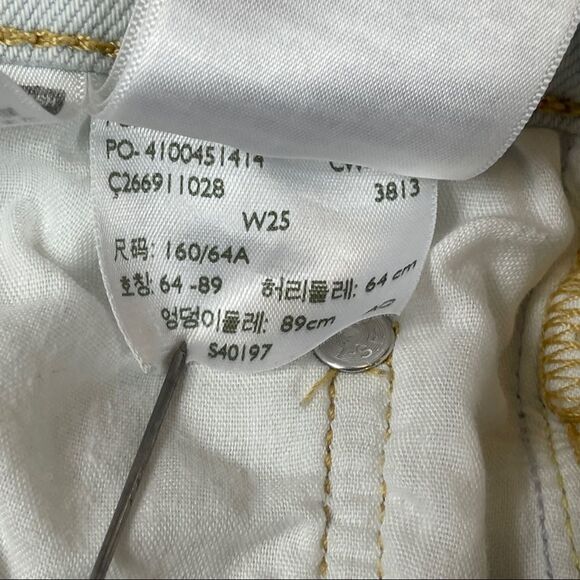 PO- 4100451414
Ç266911028 3813
W25
尺码: 160/64A
호칭: 64 -89 허리둘레: 64 cm
엉덩이둘레: 89cm
S40197